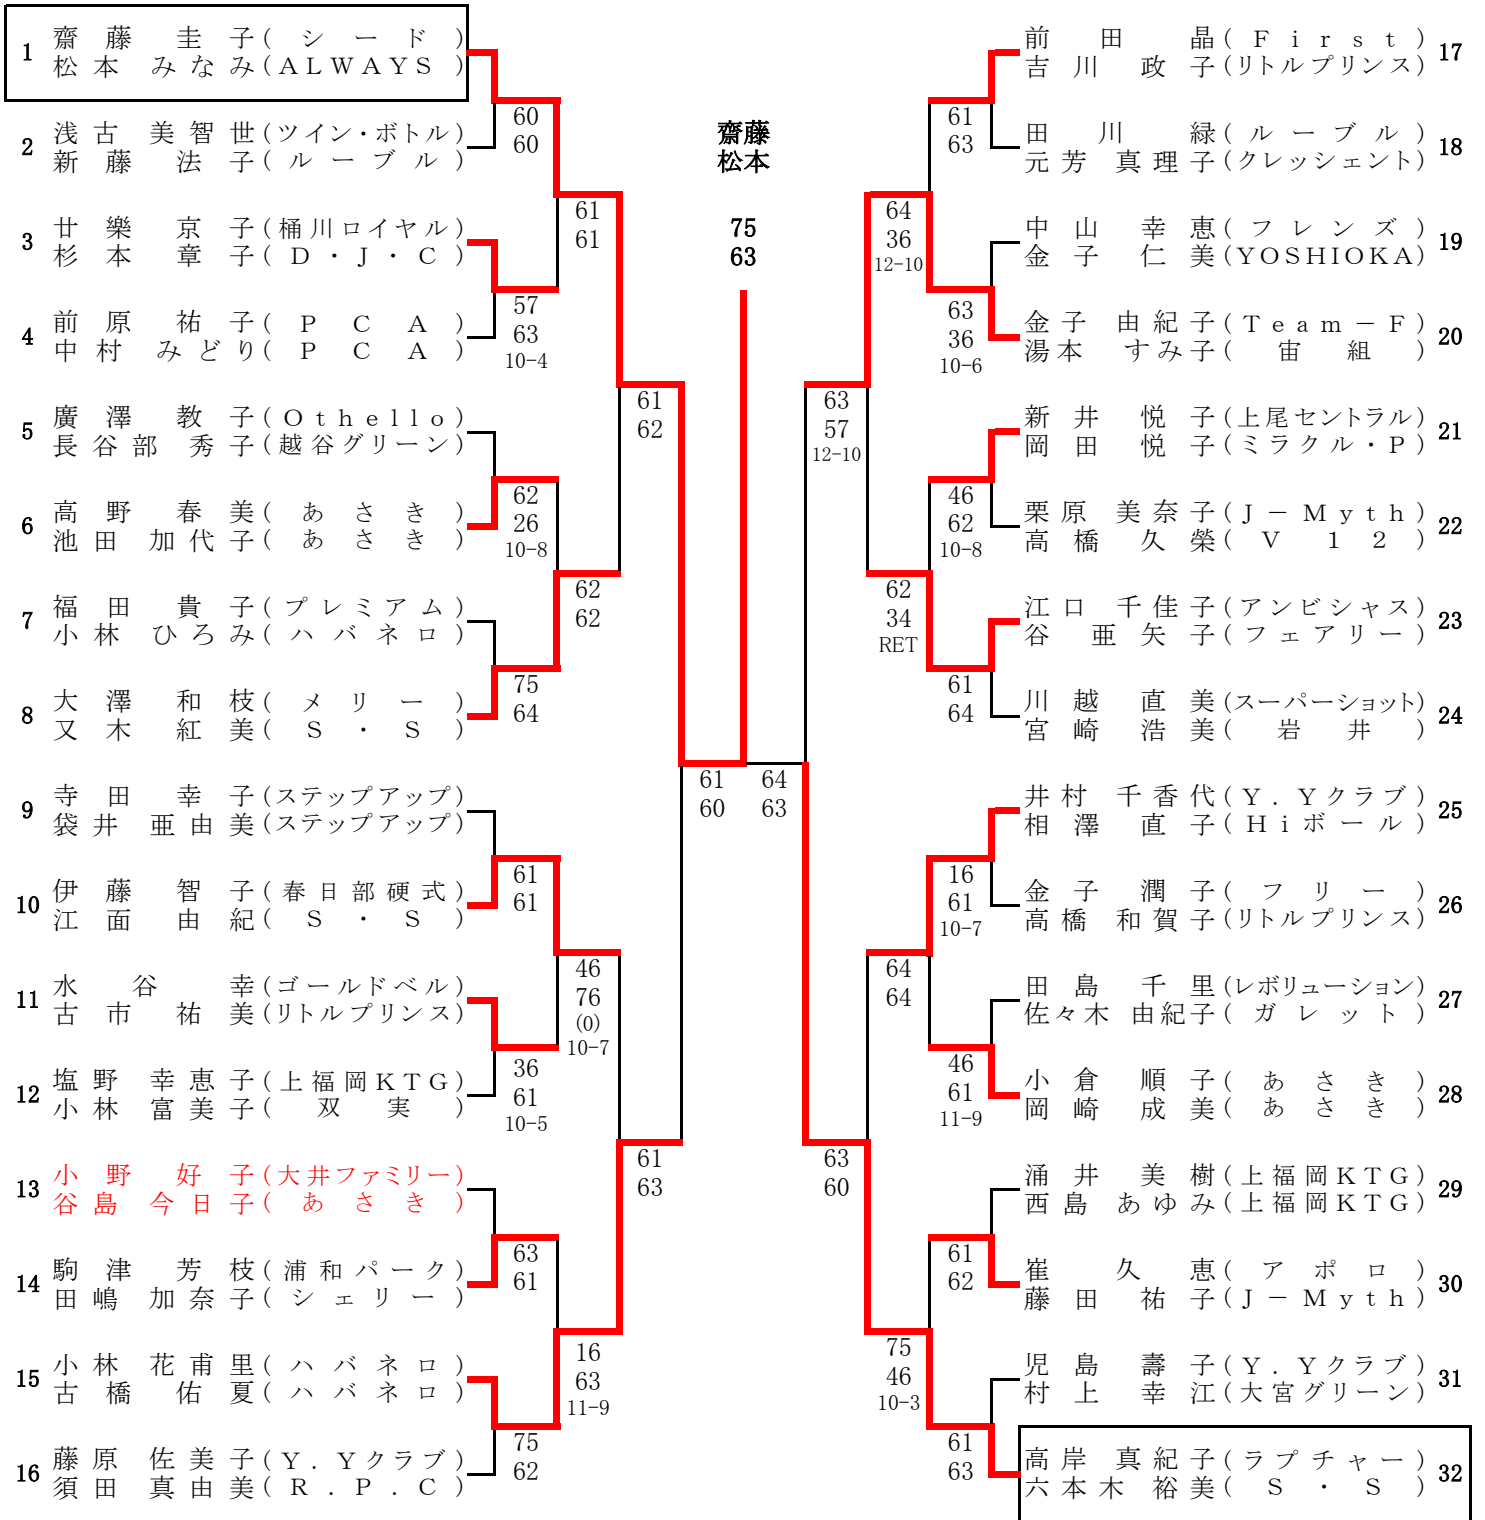 1 齋藤 圭子(シード)
松本 みなみ(ALWAYS)
2 浅古 美智世(ツイン・ボトル)
新藤 法子(ルーブル)
3 廿樂 京子(桶川ロイヤル)
杉本 章子(D・J・C)
4 前原 祐子(PCA)
中村 みどり(PCA)
5 廣澤 教子(Othello)
長谷部 秀子(越谷グリーン)
6 高野 春美(あさき)
池田 加代子(あさき)
7 福田 貴子(プレミアム)
小林 ひろみ(ハバネロ)
8 大澤 和枝(メリー)
又木 紅美(S・S)
9 寺田 幸子(ステップアップ)
袋井 亜由美(ステップアップ)
10 伊藤 智子(春日部硬式)
江面 由紀(S・S)
11 水谷 幸(ゴールドベル)
古市 祐美(リトルプリンス)
12 塩野 幸恵子(上福岡KTG)
小林 富美子(双実)
13 小野 好子(大井ファミリー)
谷島 今日子(あさき)
14 駒津 芳枝(浦和パーク)
田嶋 加奈子(シェリー)
15 小林 花甫里(ハバネロ)
古橋 佑夏(ハバネロ)
16 藤原 佐美子(Y.Yクラブ)
須田 真由美(R.P.C)
60
60
57
63
10-4
62
26
10-8
75
64
61
61
36
61
10-5
63
61
75
62
61
61
62
62
46
76
(0)
10-7
16
63
11-9
61
62
61
63
61
60
齋藤
松本
75
63
64
63
63
57
12-10
63
60
64
36
12-10
62
34
RET
64
64
75
46
10-3
61
63
63
36
10-6
46
62
10-8
61
64
16
61
10-7
46
61
11-9
61
62
61
63
前田 晶(First) 17
吉川 政子(リトルプリンス)
田川 緑(ルーブル) 18
元芳 真理子(クレッシェント)
中山 幸恵(フレンズ) 19
金子 仁美(YOSHIOKA)
金子 由紀子(Team-F) 20
湯本 すみ子(宙組)
新井 悦子(上尾セントラル) 21
岡田 悦子(ミラクル・P)
栗原 美奈子(J-Myth) 22
高橋 久榮(V12)
江口 千佳子(アンビシャス) 23
谷 亜矢子(フェアリー)
川越 直美(スーパーショット) 24
宮崎 浩美(岩井)
井村 千香代(Y.Yクラブ) 25
相澤 直子(Hiボール)
金子 潤子(フリー) 26
高橋 和賀子(リトルプリンス)
田島 千里(レボリューション) 27
佐々木 由紀子(ガレット)
小倉 順子(あさき) 28
岡崎 成美(あさき)
涌井 美樹(上福岡KTG) 29
西島 あゆみ(上福岡KTG)
崔 久恵(アポロ) 30
藤田 祐子(J-Myth)
児島 壽子(Y.Yクラブ) 31
村上 幸江(大宮グリーン)
高岸 真紀子(ラプチャー) 32
六本木 裕美(S・S)